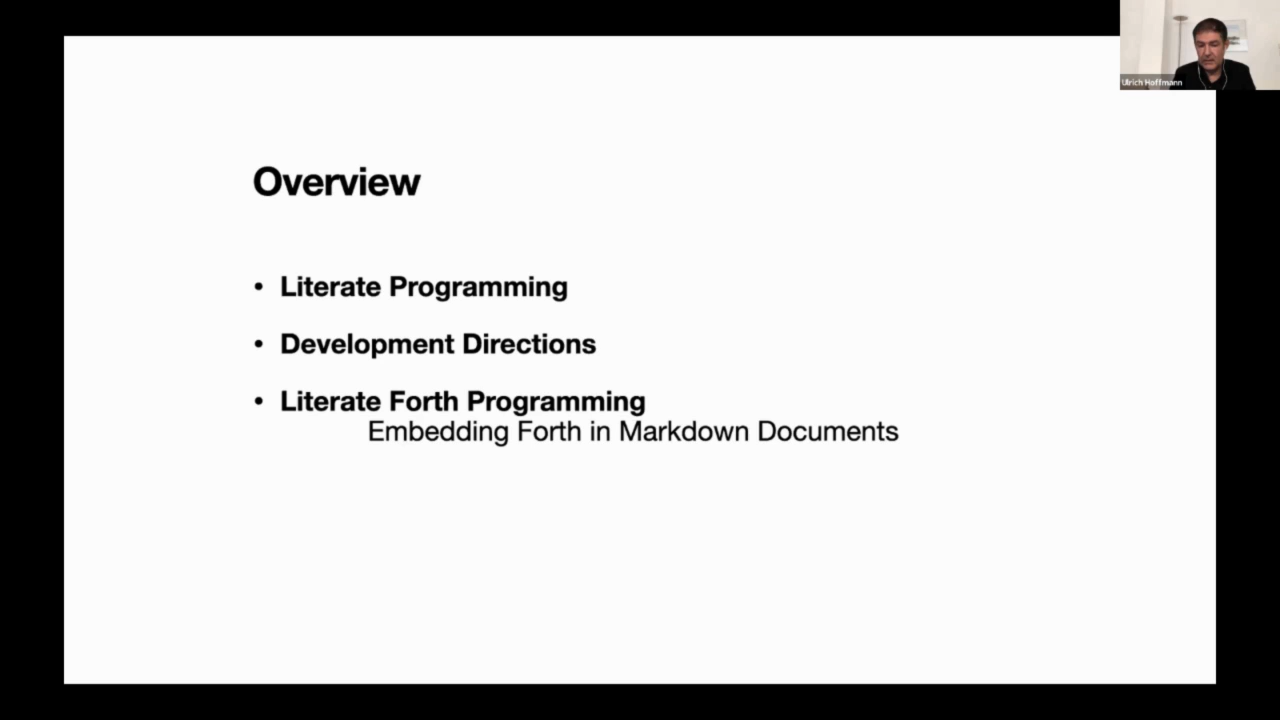 Ulrich Hoffmann
Overview
• Literate Programming
• Development Directions
• Literate Forth Programming
Embedding Forth in Markdown Documents